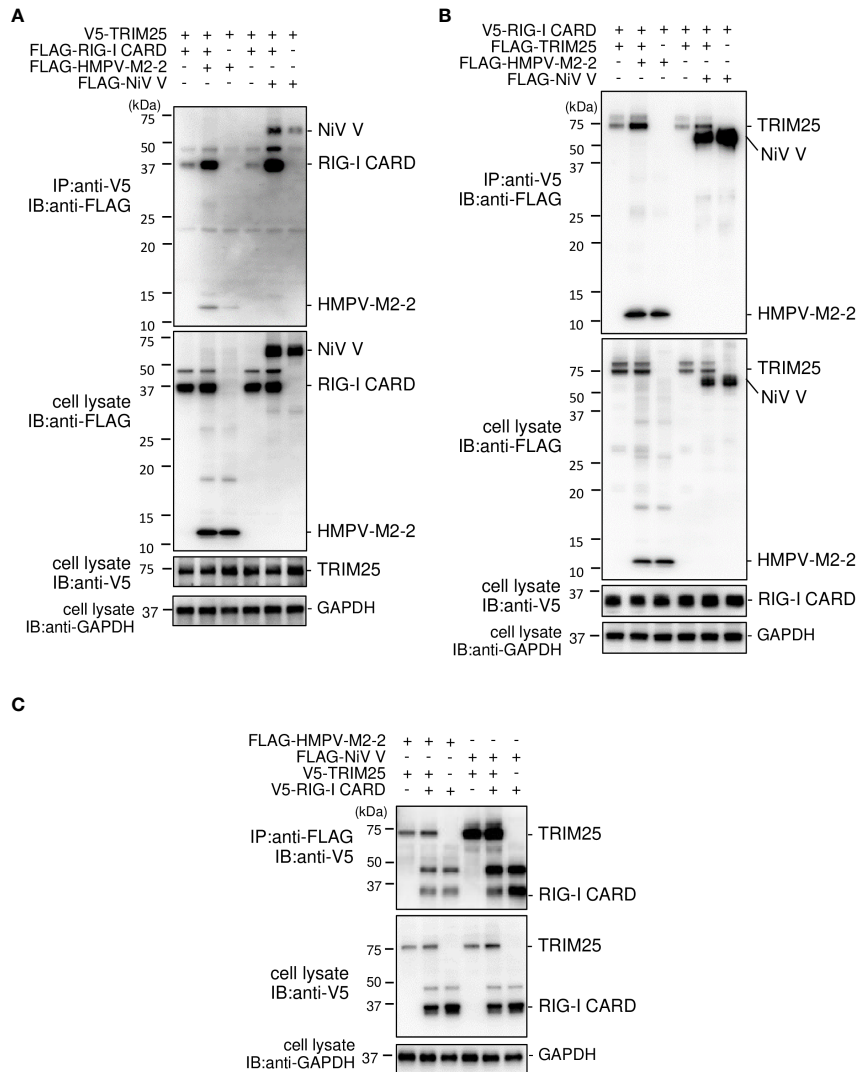 A
V5-TRIM25 + + + + + +
FLAG-RIG-I CARD + + - + + -
FLAG-HMPV-M2-2 - + + - - -
FLAG-NiV V - - - - + +
(kDa)
75
NiV V
50
37
RIG-I CARD
IP:anti-V5
IB:anti-FLAG
25
20
15
HMPV-M2-2
10
75
NiV V
50
37
RIG-I CARD
cell lysate
IB:anti-FLAG
25
20
15
HMPV-M2-2
10
cell lysate
IB:anti-V5
75
TRIM25
cell lysate
IB:anti-GAPDH
37
GAPDH
B
V5-RIG-I CARD + + + + + +
FLAG-TRIM25 + + - + + -
FLAG-HMPV-M2-2 - + + - - -
FLAG-NiV V - - - - + +
(kDa)
75
TRIM25
NiV V
50
37
IP:anti-V5
IB:anti-FLAG
25
20
15
HMPV-M2-2
10
75
TRIM25
NiV V
50
37
cell lysate
IB:anti-FLAG
25
20
15
HMPV-M2-2
10
cell lysate
IB:anti-V5
37
RIG-I CARD
cell lysate
IB:anti-GAPDH
37
GAPDH
C
FLAG-HMPV-M2-2 + + + - - -
FLAG-NiV V - - - + + +
V5-TRIM25 + + - + + -
V5-RIG-I CARD - + + - + +
(kDa)
75
TRIM25
IP:anti-FLAG
IB:anti-V5
50
37
RIG-I CARD
75
TRIM25
cell lysate
IB:anti-V5
50
37
RIG-I CARD
cell lysate
IB:anti-GAPDH
37
GAPDH